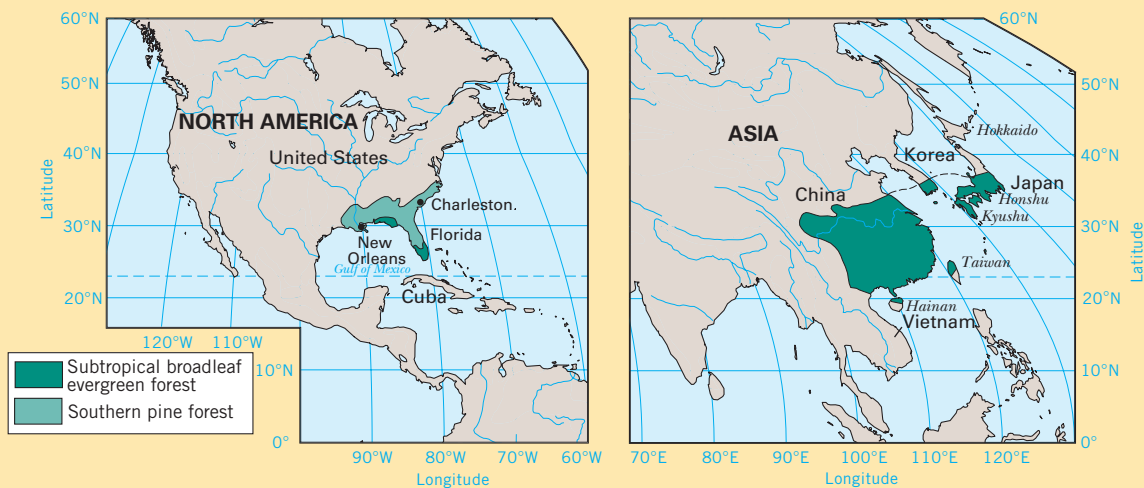 60°N
50°N
40°N
30°N
20°N
10°N
0°
Latitude
NORTH AMERICA
United States
Charleston.
Florida
New
Orleans
Gulf of Mexico
Cuba
120°W 110°W
90°W 80°W 70°W 60°W
Longitude
Subtropical broadleaf
evergreen forest
Southern pine forest
60°N
50°N
40°N
30°N
20°N
10°N
0°
Latitude
ASIA
Hokkaido
Korea
Japan
China
Honshu
Kyushu
Taiwan
Hainan
Vietnam
70°E 80°E 90°E 100°E 110°E 120°E
Longitude